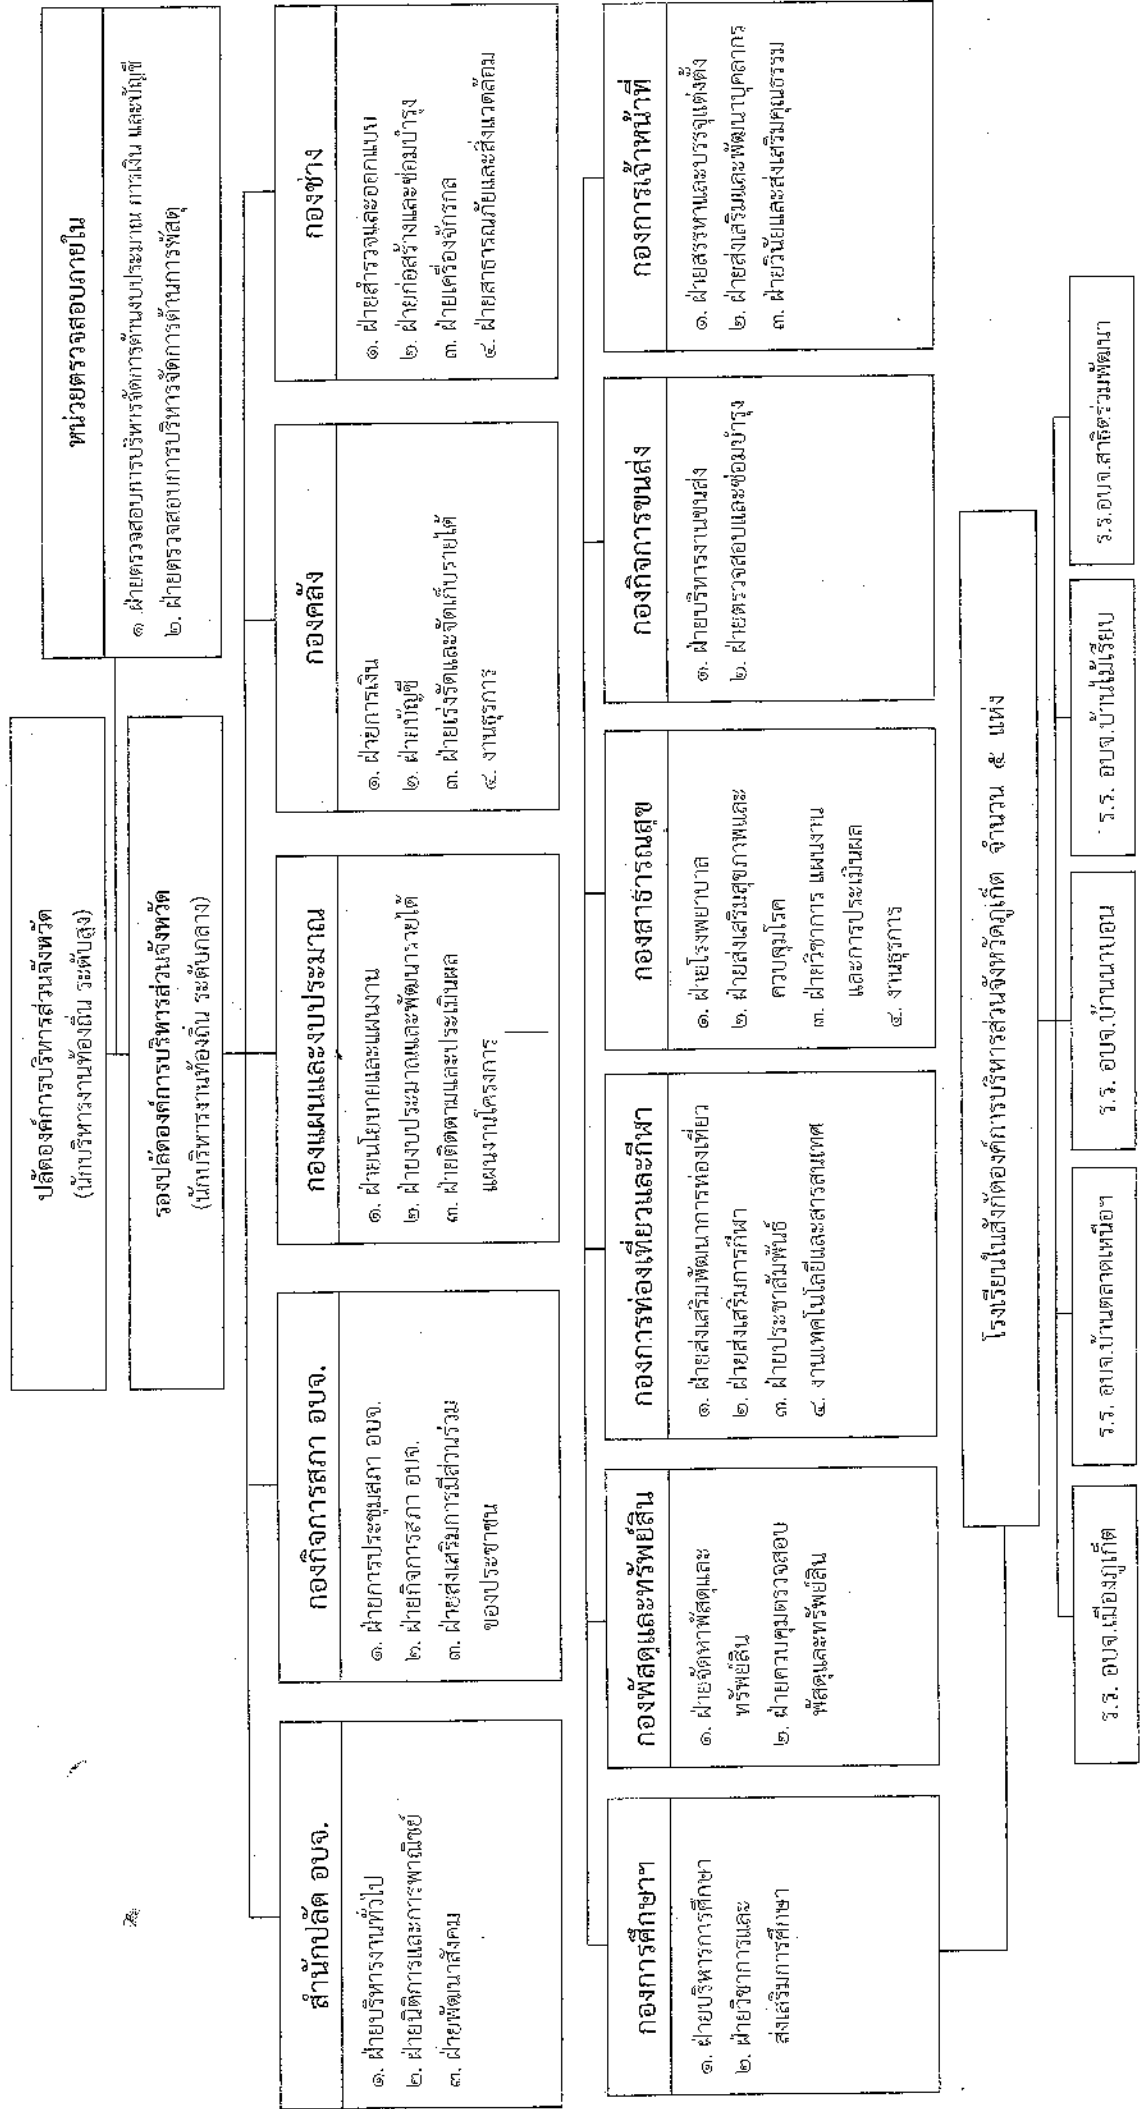 ปลัดองค์การบริหารส่วนจังหวัด
(นักบริหารงานท้องถิ่น ระดับสูง)
รองปลัดองค์การบริหารส่วนจังหวัด
(นักบริหารงานท้องถิ่น ระดับกลาง)
หน่วยตรวจสอบภายใน
๑.ฝ่ายตรวจสอบการบริหารจัดการด้านงบประมาณ การเงิน และบัญชี
๒. ฝ่ายตรวจสอบการบริหารจัดการด้านการพัสดุ
สำนักปลัด อบจ.
๑. ฝ่ายบริหารงานทั่วไป
๒. ฝ่ายนิติการและการพาณิชย์
๓. ฝ่ายพัฒนาสังคม
กองกิจการสภา อบจ.
๑. ฝ่ายการประชุมสภา อบจ.
๒. ฝ่ายกิจการสภา อบจ.
๓. ฝ่ายส่งเสริมการมีส่วนร่วม
ของประชาชน
กองแผนและงบประมาณ
๑. ฝ่ายนโยบายและแผนงาน
๒. ฝ่ายงบประมาณและพัฒนารายได้
๓. ฝ่ายติดตามและประเมินผล
แผนงานโครงการ
กองคลัง
๑. ฝ่ายการเงิน
๒. ฝ่ายบัญชี
๓. ฝ่ายเร่งรัดและจัดเก็บรายได้
๔. งานธุรการ
กองช่าง
๑. ฝ่ายสำรวจและออกแบบ
๒. ฝ่ายก่อสร้างและซ่อมบำรุง
๓. ฝ่ายเครื่องจักรกล
๔. ฝ่ายสาธารณภัยและสิ่งแวดล้อม
กองการศึกษาฯ
๑. ฝ่ายบริหารการศึกษา
๒. ฝ่ายวิชาการและ
ส่งเสริมการศึกษา
กองพัสดุและทรัพย์สิน
๑. ฝ่ายจัดหาพัสดุและ
ทรัพย์สิน
๒. ฝ่ายควบคุมตรวจสอบ
พัสดุและทรัพย์สิน
กองการท่องเที่ยวและกีฬา
๑. ฝ่ายส่งเสริมพัฒนาการท่องเที่ยว
๒. ฝ่ายส่งเสริมการกีฬา
๓. ฝ่ายประชาสัมพันธ์
๔. งานเทคโนโลยีและสารสนเทศ
กองสาธารณสุข
๑. ฝ่ายโรงพยาบาล
๒. ฝ่ายส่งเสริมสุขภาพและ
ควบคุมโรค
๓. ฝ่ายวิชาการ แผนงาน
และการประเมินผล
๔. งานธุรการ
กองกิจการขนส่ง
๑. ฝ่ายบริหารงานขนส่ง
๒. ฝ่ายตรวจสอบและซ่อมบำรุง
กองการเจ้าหน้าที่
๑. ฝ่ายสรรหาและบรรจุแต่งตั้ง
๒. ฝ่ายส่งเสริมและพัฒนาบุคลากร
๓. ฝ่ายวินัยและส่งเสริมคุณธรรม
โรงเรียนในสังกัดองค์การบริหารส่วนจังหวัดภูเก็ต จำนวน ๕ แห่ง
ร.ร. อบจ.เมืองภูเก็ต
ร.ร. อบจ.บ้านตลาดเหนือฯ
ร.ร. อบจ.บ้านนาบอน
ร.ร. อบจ.บ้านไม้เรียบ
ร.ร.อบจ.สาธิตร่วมพัฒนา